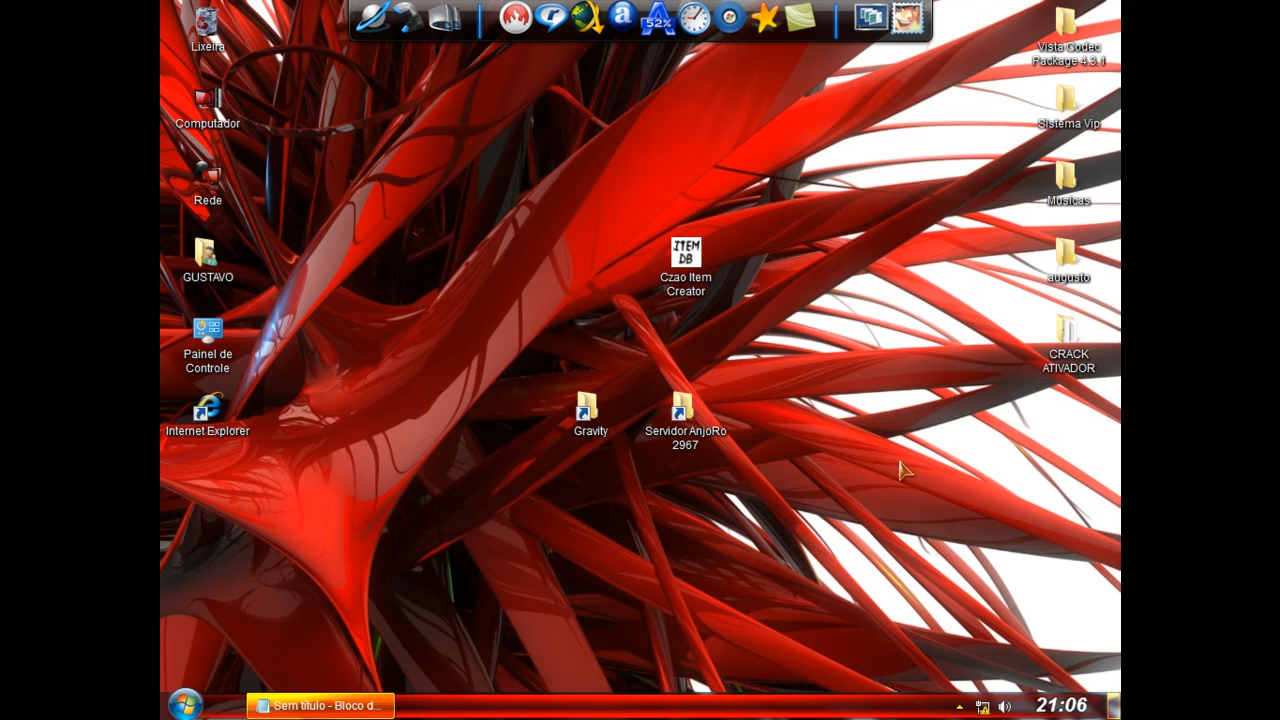 52%
Lixeira
Computador
Rede
GUSTAVO
Painel de
Controle
Internet Explorer
ITEM
DB
Czao Item
Creator
Gravity
Servidor AnjoRo
2967
Vista Codec
Package 4.3.1
Sistema Vip
Musicas
augusto
CRACK
ATIVADOR
Sem título - Bloco d...
21:06